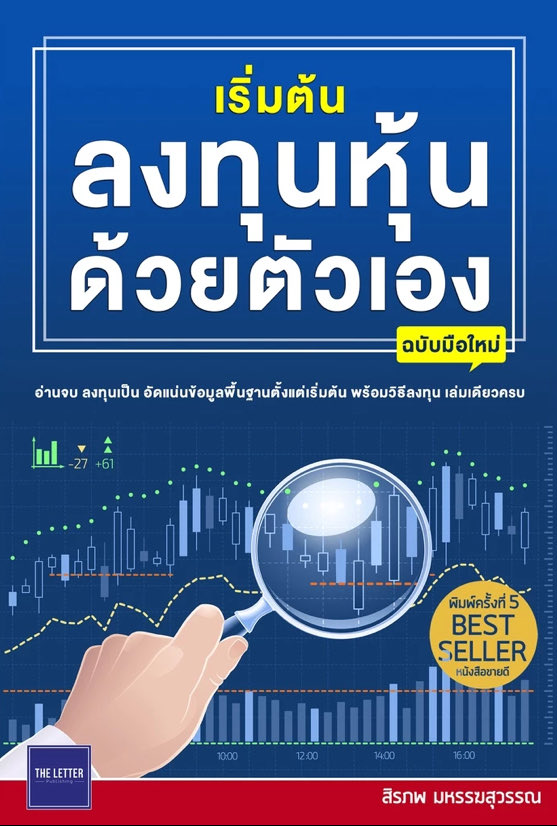 เริ่มต้น
ลงทุนหุ้น
ด้วยตัวเอง
ฉบับมือใหม่
อ่านจบ ลงทุนเป็น อัดแน่นข้อมูลพื้นฐานตั้งแต่เริ่มต้น พร้อมวิธีลงทุน เล่มเดียวครบ
-27 +61
พิมพ์ครั้งที่ 5
BEST
SELLER
หนังสือขายดี
10:00 12:00 14:00 16:00
THE LETTER
Publishing
สิรภพ มหรรฆสุวรรณ